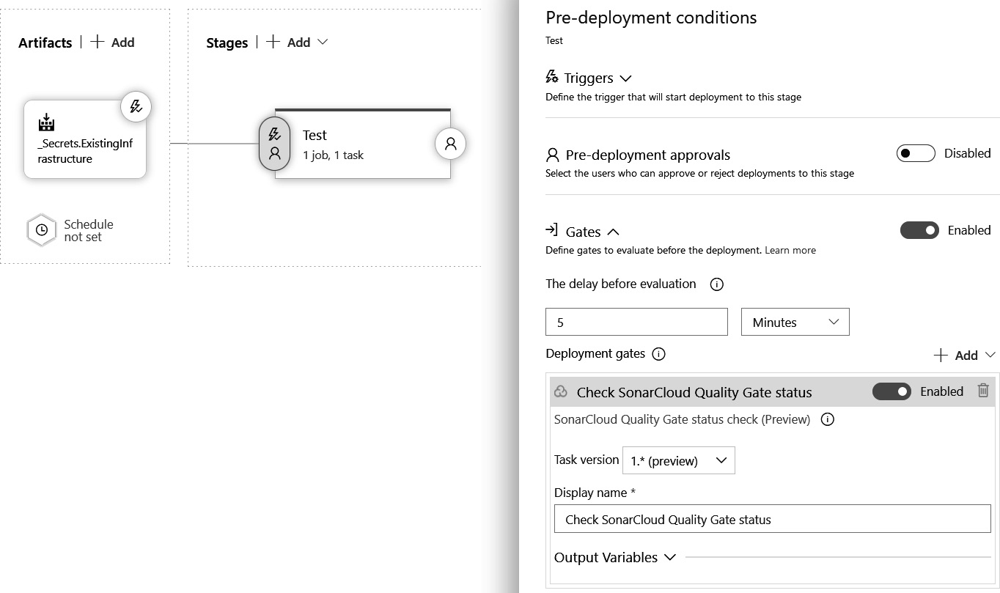 Artifacts | + Add
Stages | + Add
_Secrets.ExistingInf
rastructure
Schedule
not set
Test
1 job, 1 task
Pre-deployment conditions
Test
Triggers
Define the trigger that will start deployment to this stage
Pre-deployment approvals
Disabled
Select the users who can approve or reject deployments to this stage
Gates
Enabled
Define gates to evaluate before the deployment. Learn more
The delay before evaluation
5
Minutes
Deployment gates
+ Add
Check SonarCloud Quality Gate status
Enabled
SonarCloud Quality Gate status check (Preview)
Task version
1.* (preview)
Display name *
Check SonarCloud Quality Gate status
Output Variables